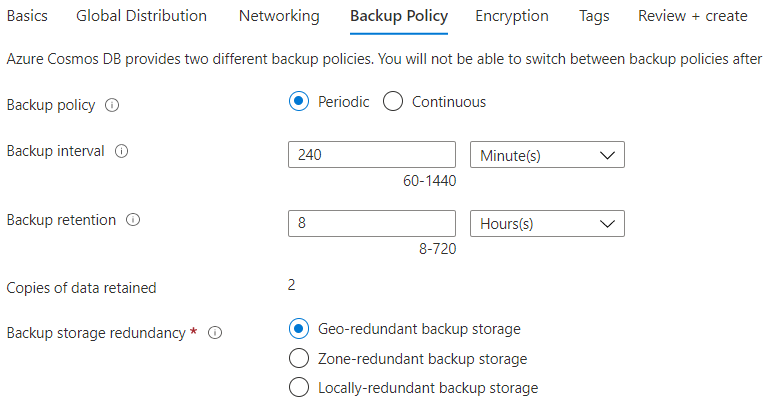 Basics Global Distribution Networking Backup Policy Encryption Tags Review + create
Azure Cosmos DB provides two different backup policies. You will not be able to switch between backup policies after
Backup policy Periodic Continuous
Backup interval 240 Minute(s)
60-1440
Backup retention 8 Hours(s)
8-720
Copies of data retained 2
Backup storage redundancy * Geo-redundant backup storage
Zone-redundant backup storage
Locally-redundant backup storage